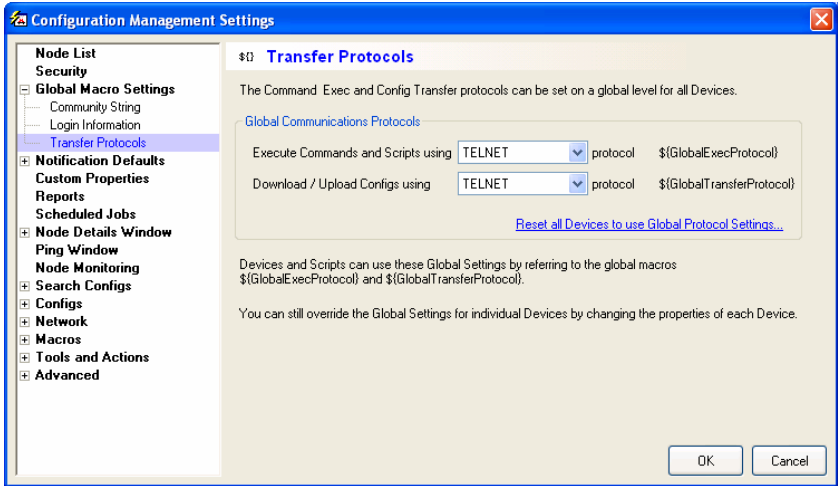 Configuration Management Settings
Node List
Security
Global Macro Settings
Community String
Login Information
Transfer Protocols
Notification Defaults
Custom Properties
Reports
Scheduled Jobs
Node Details Window
Ping Window
Node Monitoring
Search Configs
Configs
Network
Macros
Tools and Actions
Advanced
${} Transfer Protocols
The Command Exec and Config Transfer protocols can be set on a global level for all Devices.
Global Communications Protocols
Execute Commands and Scripts using TELNET protocol ${GlobalExecProtocol}
Download / Upload Configs using TELNET protocol ${GlobalTransferProtocol}
Reset all Devices to use Global Protocol Settings...
Devices and Scripts can use these Global Settings by referring to the global macros
${GlobalExecProtocol} and ${GlobalTransferProtocol}.
You can still override the Global Settings for individual Devices by changing the properties of each Device.
OK Cancel